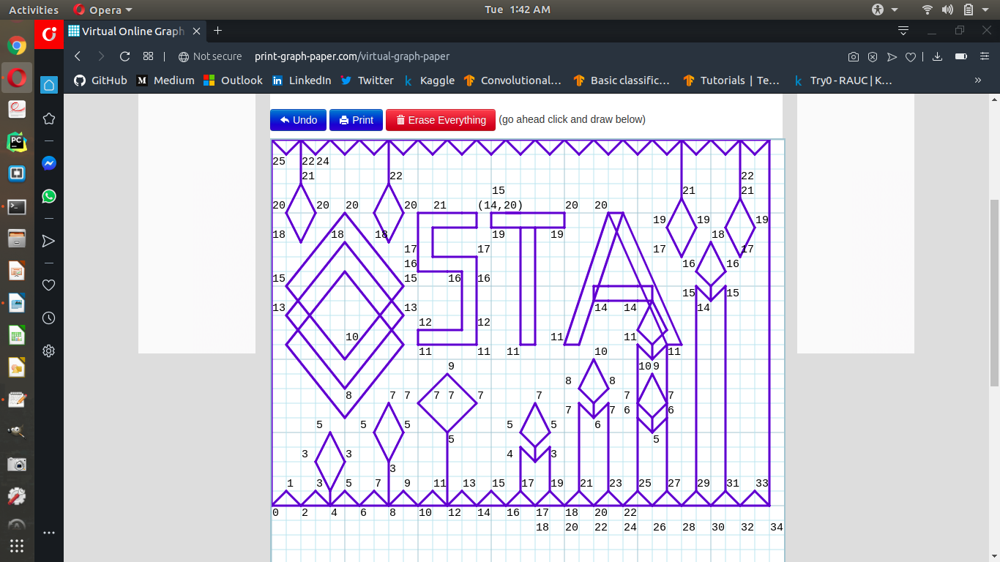 Activities Opera Tue 1:42 AM
Virtual Online Graph
Not secure print-graph-paper.com/virtual-graph-paper
GitHub Medium Outlook LinkedIn Twitter Kaggle Convolutional... Basic classific... Tutorials | Te... Try0 - RAUC | K... »
Undo Print Erase Everything (go ahead click and draw below)
25 22 24
21 22 22
15 21 21
20 20 20 20 21 (14,20) 20 20
19 19 19
18 18 18 19 19 18
17 17 17 17
16 16 16
15 15 16 16
15 15
13 13 14 14 14
12 12
10 11 11
11 11 11 10 11
9 10 9
8 8
8 7 7 7 7 7 7 7 7
7 7 6 6
5 5 5 5 5 6
5 5
3 3 4 3
3
1 3 5 7 9 11 13 15 17 19 21 23 25 27 29 31 33
0 2 4 6 8 10 12 14 16 17 18 20 22
18 20 22 24 26 28 30 32 34